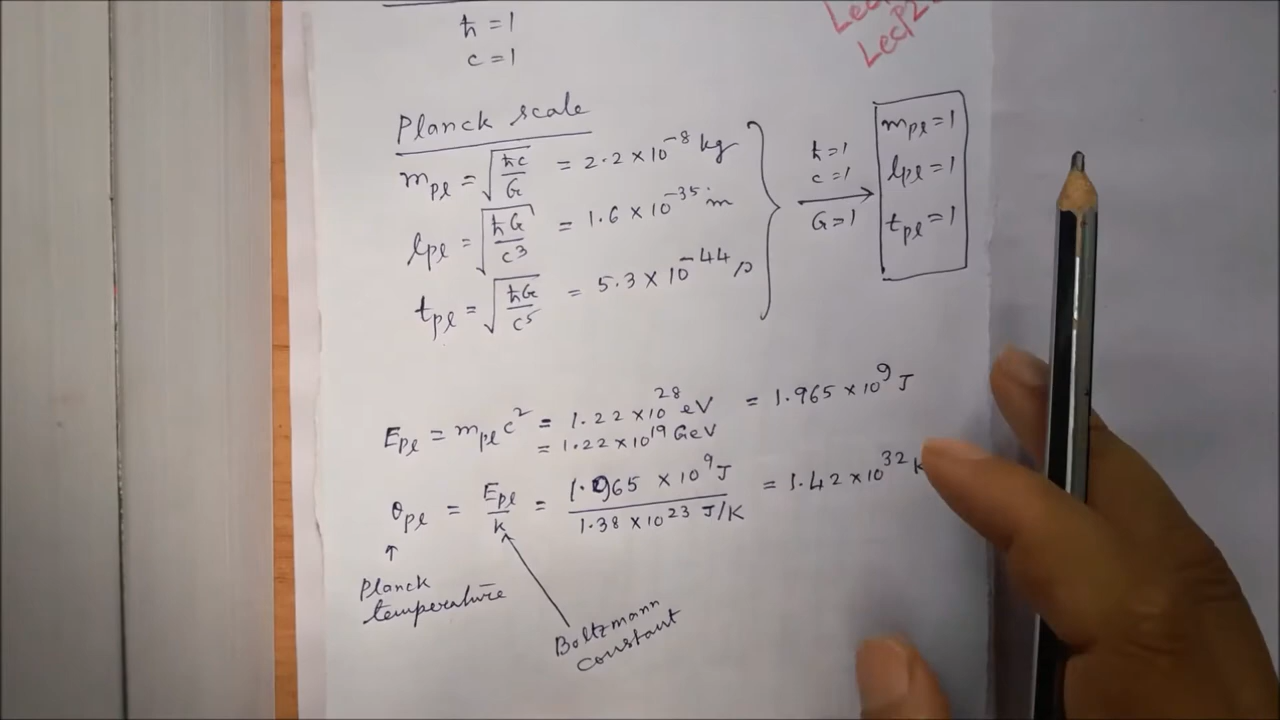 ħ = 1
c = 1
Planck scale
m_pl = √(ħc/G) = 2.2 × 10^-8 kg
l_pl = √(ħG/c^3) = 1.6 × 10^-35 m
t_pl = √(ħG/c^5) = 5.3 × 10^-44 s
ħ = 1
c = 1
G = 1
m_pl = 1
l_pl = 1
t_pl = 1
E_pl = m_pl c^2 = 1.22 × 10^28 eV = 1.965 × 10^9 J
= 1.22 × 10^19 GeV
θ_pl = E_pl/k = 1.965 × 10^9 J / 1.38 × 10^23 J/K = 1.42 × 10^32 K
Planck
temperature
Boltzmann
constant